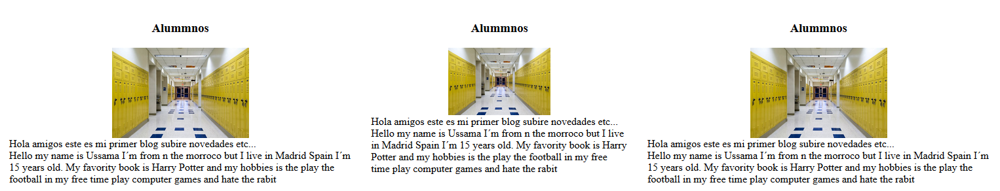 Alummnos
Hola amigos este es mi primer blog subire novedades etc...
Hello my name is Ussama I´m from n the morroco but I live in Madrid Spain I´m
15 years old. My favority book is Harry Potter and my hobbies is the play the
football in my free time play computer games and hate the rabit
Alummnos
Hola amigos este es mi primer blog subire novedades etc...
Hello my name is Ussama I´m from n the morroco but I live
in Madrid Spain I´m 15 years old. My favority book is Harry
Potter and my hobbies is the play the football in my free
time play computer games and hate the rabit
Alummnos
Hola amigos este es mi primer blog subire novedades etc...
Hello my name is Ussama I´m from n the morroco but I live in Madrid Spain I´m
15 years old. My favority book is Harry Potter and my hobbies is the play the
football in my free time play computer games and hate the rabit